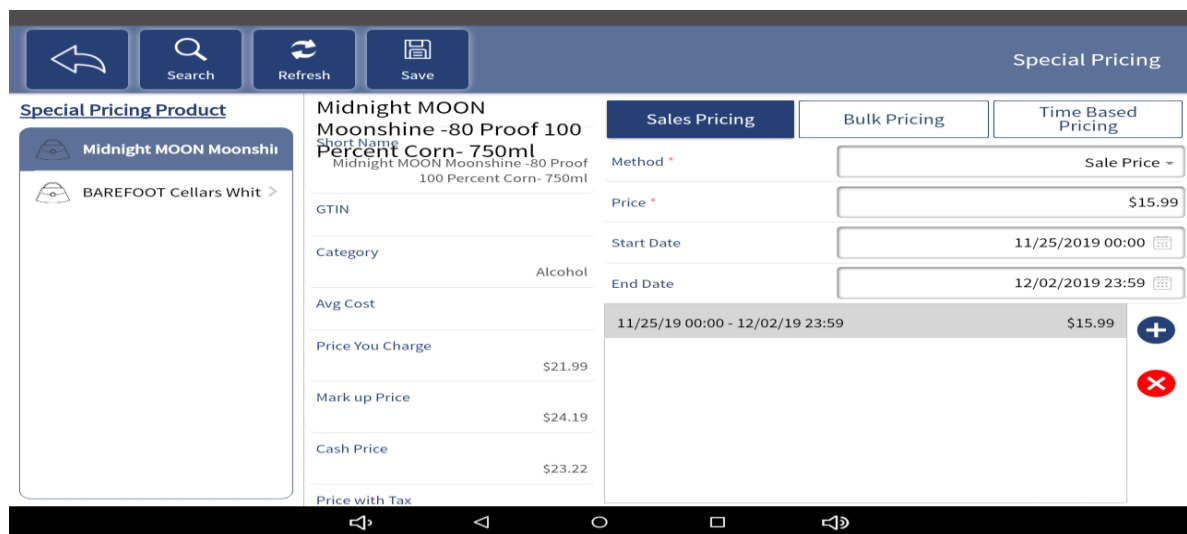 Search
Refresh
Save
Special Pricing
Special Pricing Product
Midnight MOON Moonshin
BAREFOOT Cellars Whit
Midnight MOON
Moonshine -80 Proof 100
Percent Corn- 750ml
Short Name
Midnight MOON Moonshine -80 Proof
100 Percent Corn- 750ml
GTIN
Category
Alcohol
Avg Cost
Price You Charge
$21.99
Mark up Price
$24.19
Cash Price
$23.22
Price with Tax
Sales Pricing
Bulk Pricing
Time Based
Pricing
Method *
Sale Price
Price *
$15.99
Start Date
11/25/2019 00:00
End Date
12/02/2019 23:59
11/25/19 00:00 - 12/02/19 23:59 $15.99